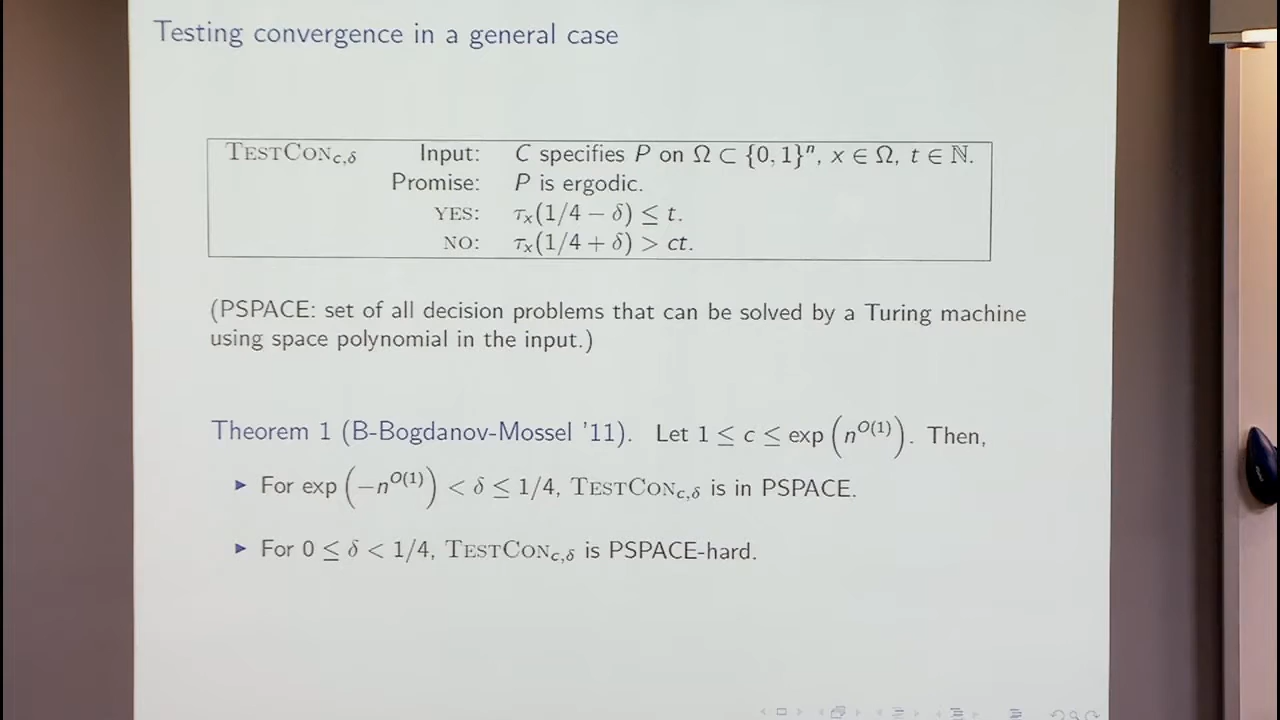 Testing convergence in a general case
TESTCON_{c,δ} Input: C specifies P on Ω ⊂ {0, 1}^n, x ∈ Ω, t ∈ ℕ.
Promise: P is ergodic.
YES: τ_x(1/4 − δ) ≤ t.
NO: τ_x(1/4 + δ) > ct.
(PSPACE: set of all decision problems that can be solved by a Turing machine
using space polynomial in the input.)
Theorem 1 (B-Bogdanov-Mossel '11). Let 1 ≤ c ≤ exp (n^{O(1)}). Then,
► For exp (−n^{O(1)}) < δ ≤ 1/4, TESTCON_{c,δ} is in PSPACE.
► For 0 ≤ δ < 1/4, TESTCON_{c,δ} is PSPACE-hard.